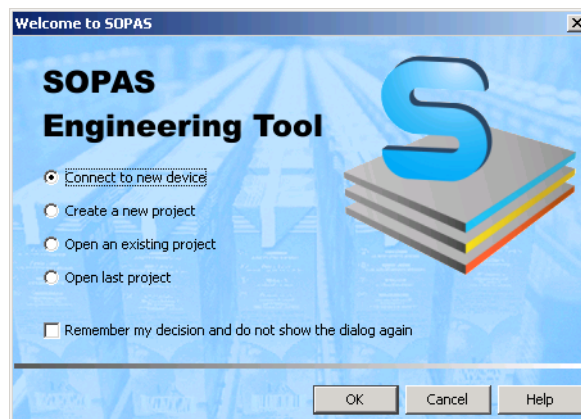 Welcome to SOPAS
SOPAS
Engineering Tool
S
Connect to new device
Create a new project
Open an existing project
Open last project
Remember my decision and do not show the dialog again
OK
Cancel
Help